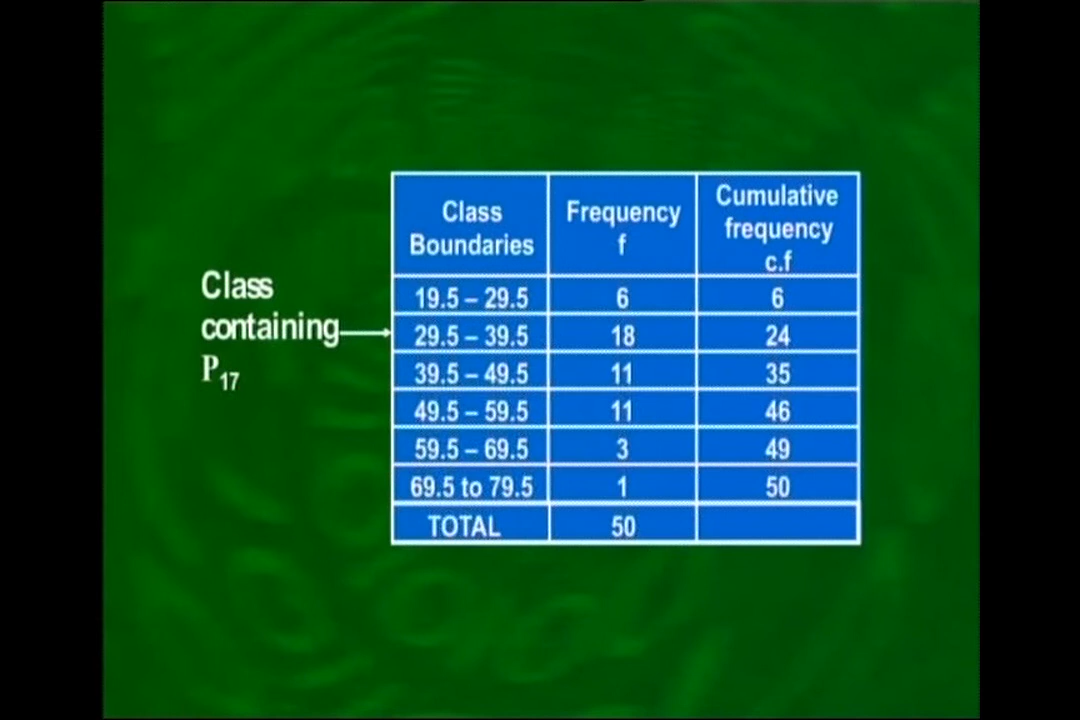 Class
containing
P17
Class Boundaries Frequency f Cumulative frequency c.f
19.5 – 29.5 6 6
29.5 – 39.5 18 24
39.5 – 49.5 11 35
49.5 – 59.5 11 46
59.5 – 69.5 3 49
69.5 to 79.5 1 50
TOTAL 50